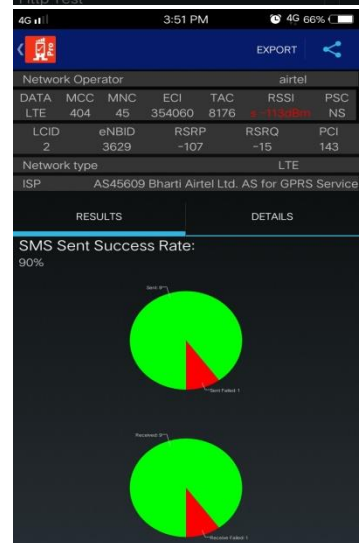 Http Test
4G 3:51 PM 4G 66%
Pro EXPORT
Network Operator airtel
DATA MCC MNC ECI TAC RSSI PSC
LTE 404 45 354060 8176 ≤ -113dBm NS
LCID eNBID RSRP RSRQ PCI
2 3629 -107 -15 143
Network type LTE
ISP AS45609 Bharti Airtel Ltd. AS for GPRS Service
RESULTS DETAILS
SMS Sent Success Rate:
90%
Sent: 9
Sent Failed: 1
Received: 9
Receive Failed: 1